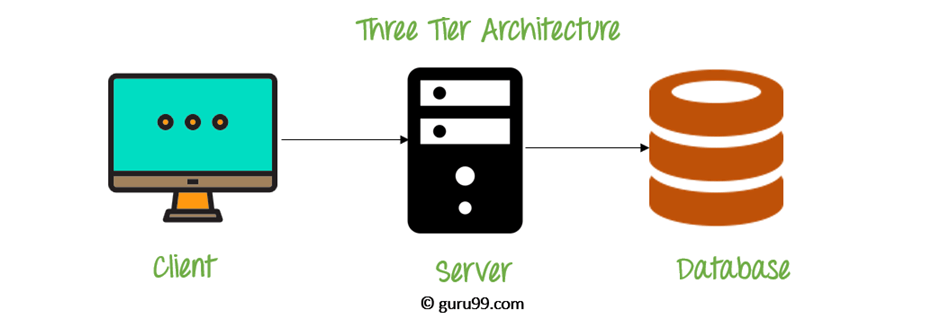 Three Tier Architecture
Client
Server
Database
© guru99.com